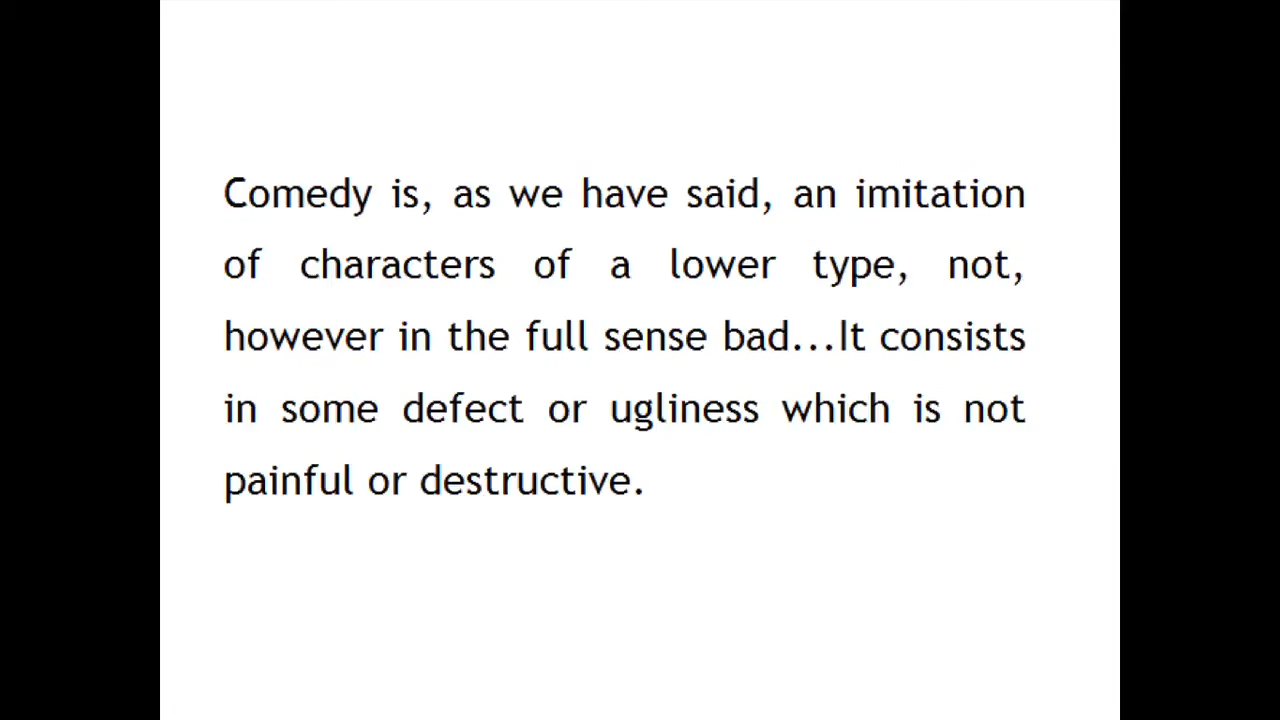 Comedy is, as we have said, an imitation
of characters of a lower type, not,
however in the full sense bad...It consists
in some defect or ugliness which is not
painful or destructive.